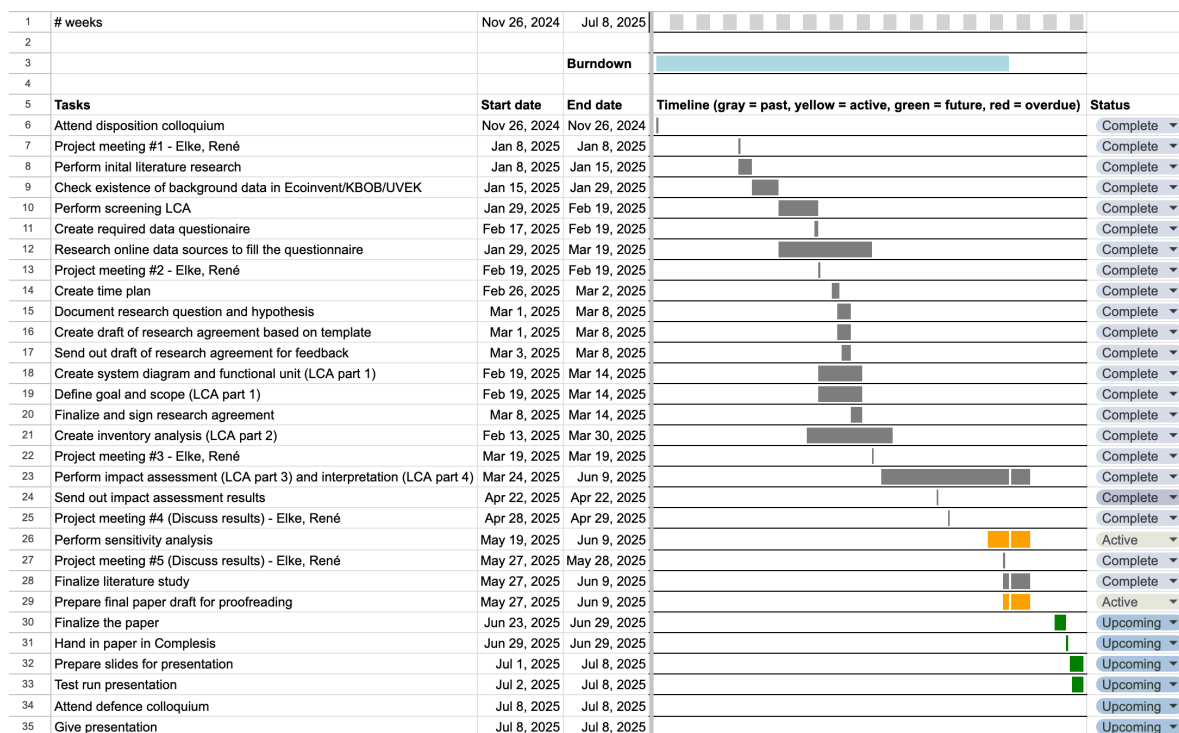 1 # weeks Nov 26, 2024 Jul 8, 2025
2
3 Burndown
4
5 Tasks Start date End date Timeline (gray = past, yellow = active, green = future, red = overdue) Status
6 Attend disposition colloquium Nov 26, 2024 Nov 26, 2024 Complete
7 Project meeting #1 - Elke, René Jan 8, 2025 Jan 8, 2025 Complete
8 Perform inital literature research Jan 8, 2025 Jan 15, 2025 Complete
9 Check existence of background data in Ecoinvent/KBOB/UVEK Jan 15, 2025 Jan 29, 2025 Complete
10 Perform screening LCA Jan 29, 2025 Feb 19, 2025 Complete
11 Create required data questionaire Feb 17, 2025 Feb 19, 2025 Complete
12 Research online data sources to fill the questionnaire Jan 29, 2025 Mar 19, 2025 Complete
13 Project meeting #2 - Elke, René Feb 19, 2025 Feb 19, 2025 Complete
14 Create time plan Feb 26, 2025 Mar 2, 2025 Complete
15 Document research question and hypothesis Mar 1, 2025 Mar 8, 2025 Complete
16 Create draft of research agreement based on template Mar 1, 2025 Mar 8, 2025 Complete
17 Send out draft of research agreement for feedback Mar 3, 2025 Mar 8, 2025 Complete
18 Create system diagram and functional unit (LCA part 1) Feb 19, 2025 Mar 14, 2025 Complete
19 Define goal and scope (LCA part 1) Feb 19, 2025 Mar 14, 2025 Complete
20 Finalize and sign research agreement Mar 8, 2025 Mar 14, 2025 Complete
21 Create inventory analysis (LCA part 2) Feb 13, 2025 Mar 30, 2025 Complete
22 Project meeting #3 - Elke, René Mar 19, 2025 Mar 19, 2025 Complete
23 Perform impact assessment (LCA part 3) and interpretation (LCA part 4) Mar 24, 2025 Jun 9, 2025 Complete
24 Send out impact assessment results Apr 22, 2025 Apr 22, 2025 Complete
25 Project meeting #4 (Discuss results) - Elke, René Apr 28, 2025 Apr 29, 2025 Complete
26 Perform sensitivity analysis May 19, 2025 Jun 9, 2025 Active
27 Project meeting #5 (Discuss results) - Elke, René May 27, 2025 May 28, 2025 Complete
28 Finalize literature study May 27, 2025 Jun 9, 2025 Complete
29 Prepare final paper draft for proofreading May 27, 2025 Jun 9, 2025 Active
30 Finalize the paper Jun 23, 2025 Jun 29, 2025 Upcoming
31 Hand in paper in Complesis Jun 29, 2025 Jun 29, 2025 Upcoming
32 Prepare slides for presentation Jul 1, 2025 Jul 8, 2025 Upcoming
33 Test run presentation Jul 2, 2025 Jul 8, 2025 Upcoming
34 Attend defence colloquium Jul 8, 2025 Jul 8, 2025 Upcoming
35 Give presentation Jul 8, 2025 Jul 8, 2025 Upcoming